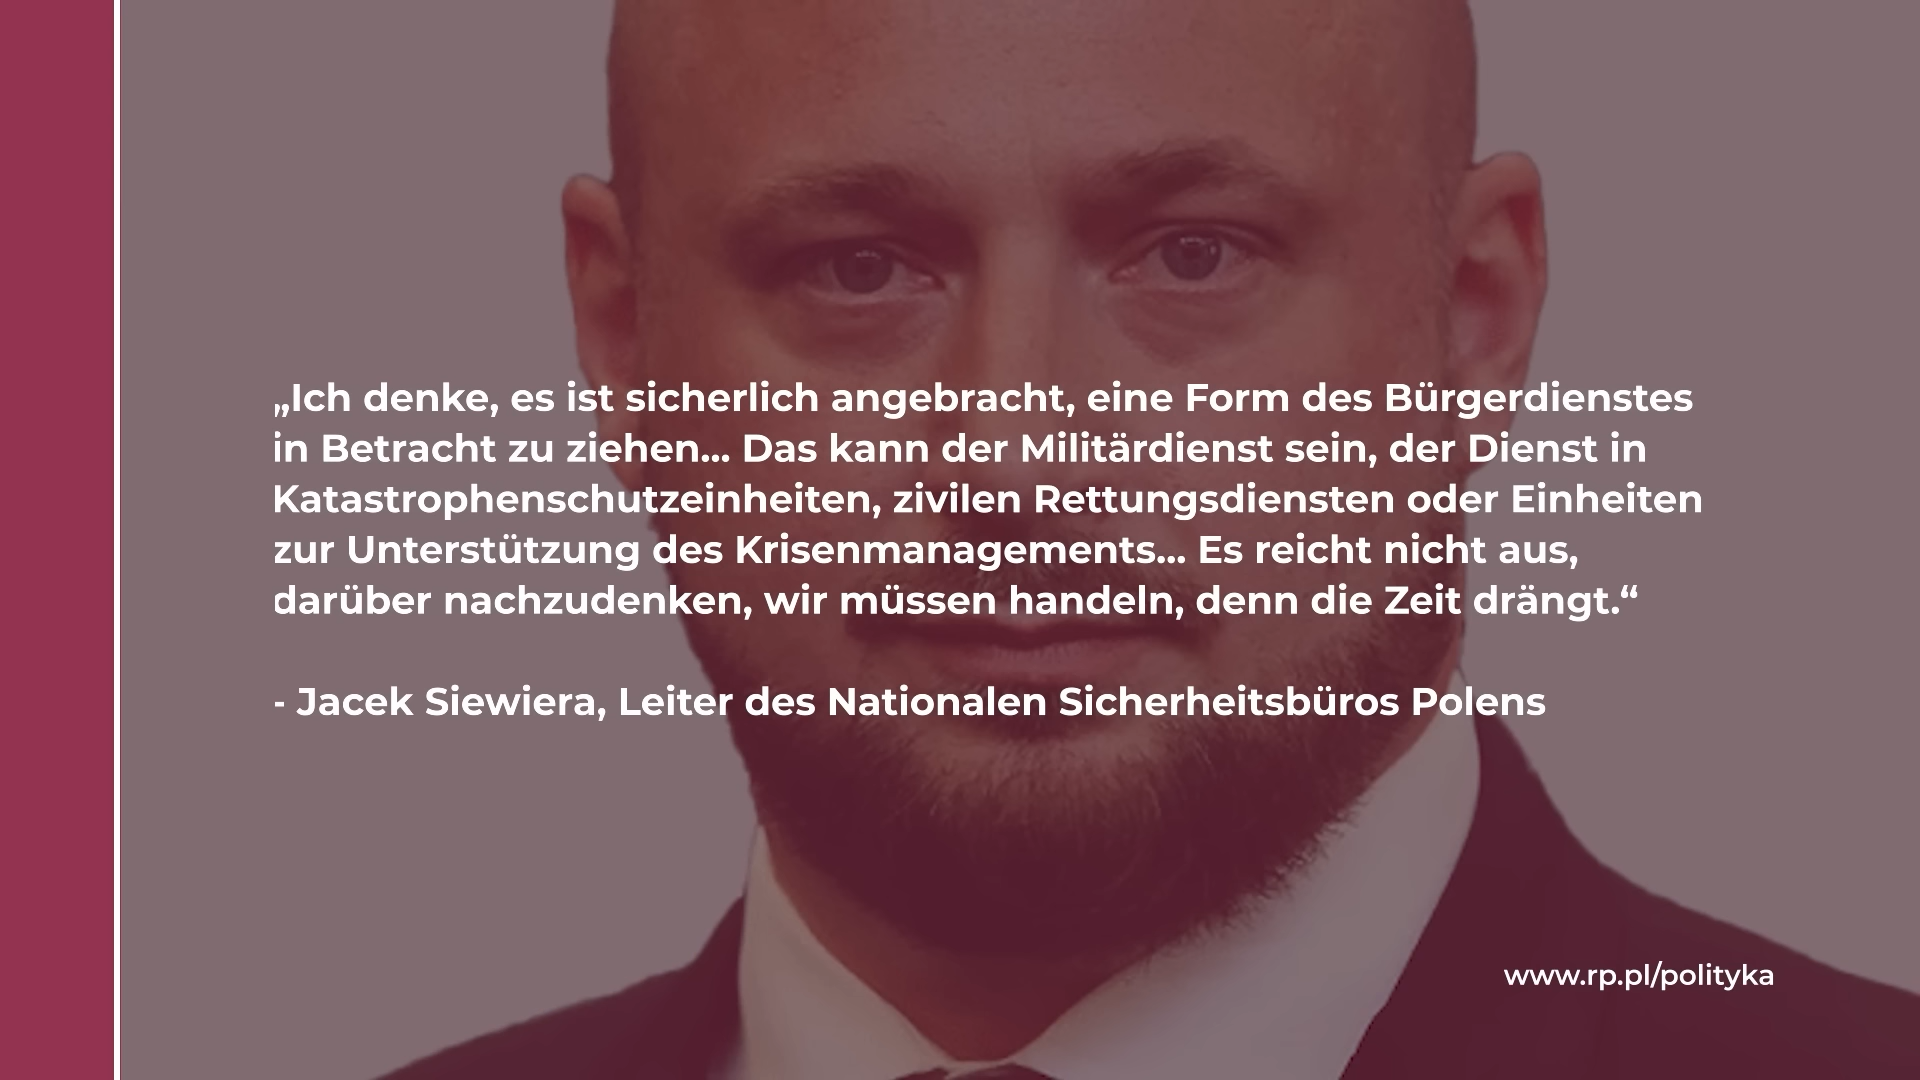 „Ich denke, es ist sicherlich angebracht, eine Form des Bürgerdienstes
in Betracht zu ziehen... Das kann der Militärdienst sein, der Dienst in
Katastrophenschutzeinheiten, zivilen Rettungsdiensten oder Einheiten
zur Unterstützung des Krisenmanagements... Es reicht nicht aus,
darüber nachzudenken, wir müssen handeln, denn die Zeit drängt.“
- Jacek Siewiera, Leiter des Nationalen Sicherheitsbüros Polens
www.rp.pl/polityka